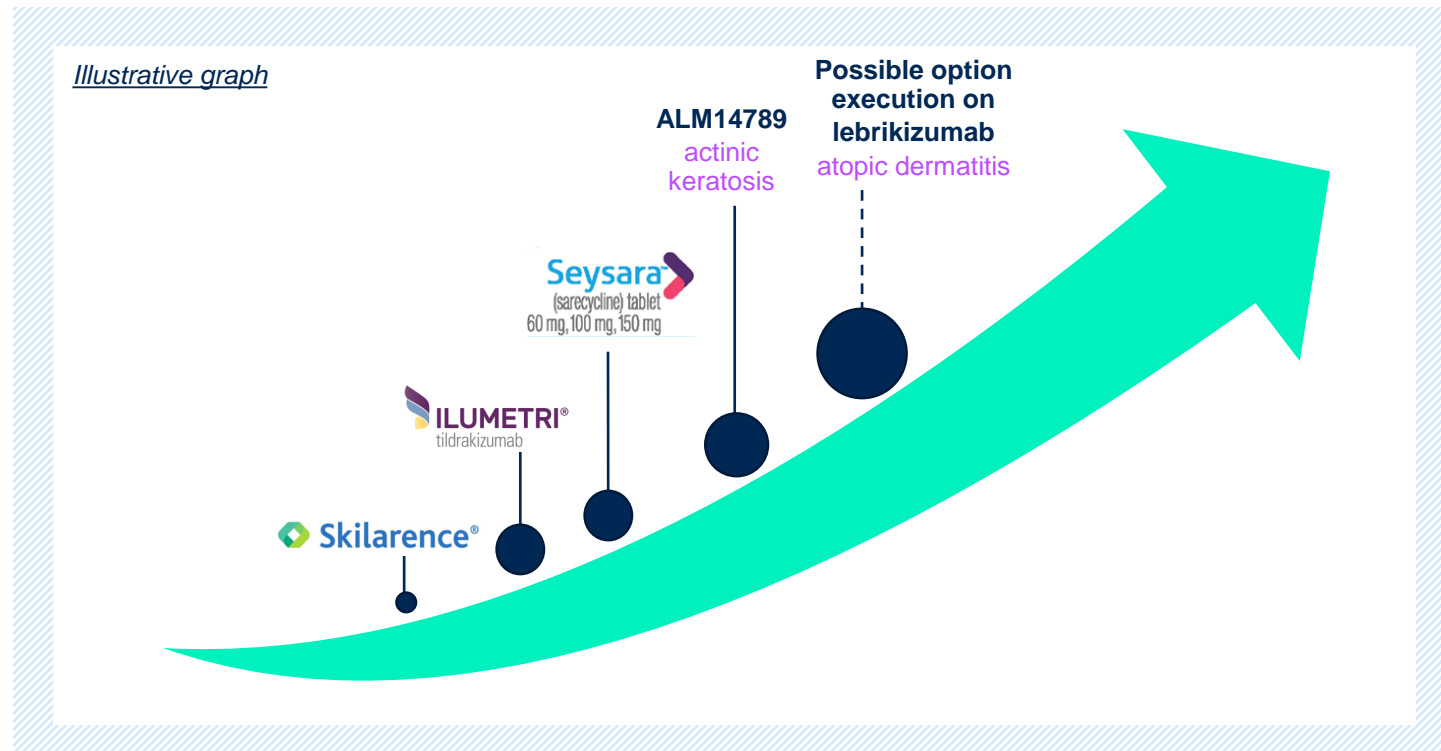 Illustrative graph
Possible option
execution on
lebrikizumab
atopic dermatitis
ALM14789
actinic
keratosis
Seysara™
(sarecycline) tablet
60 mg, 100 mg, 150 mg
ILUMETRI®
tildrakizumab
Skilarence®